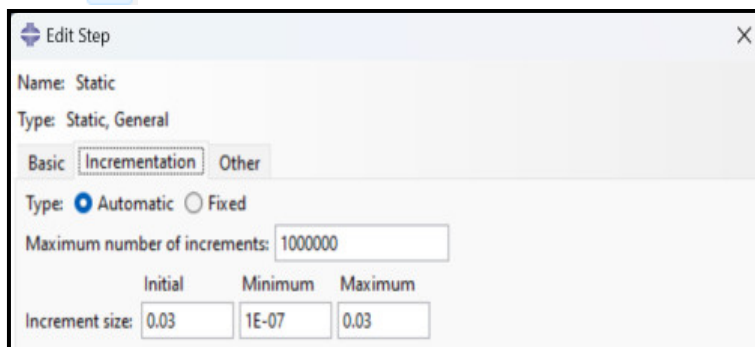 Edit Step
Name: Static
Type: Static, General
Basic Incrementation Other
Type: Automatic Fixed
Maximum number of increments: 1000000
Initial Minimum Maximum
Increment size: 0.03 1E-07 0.03